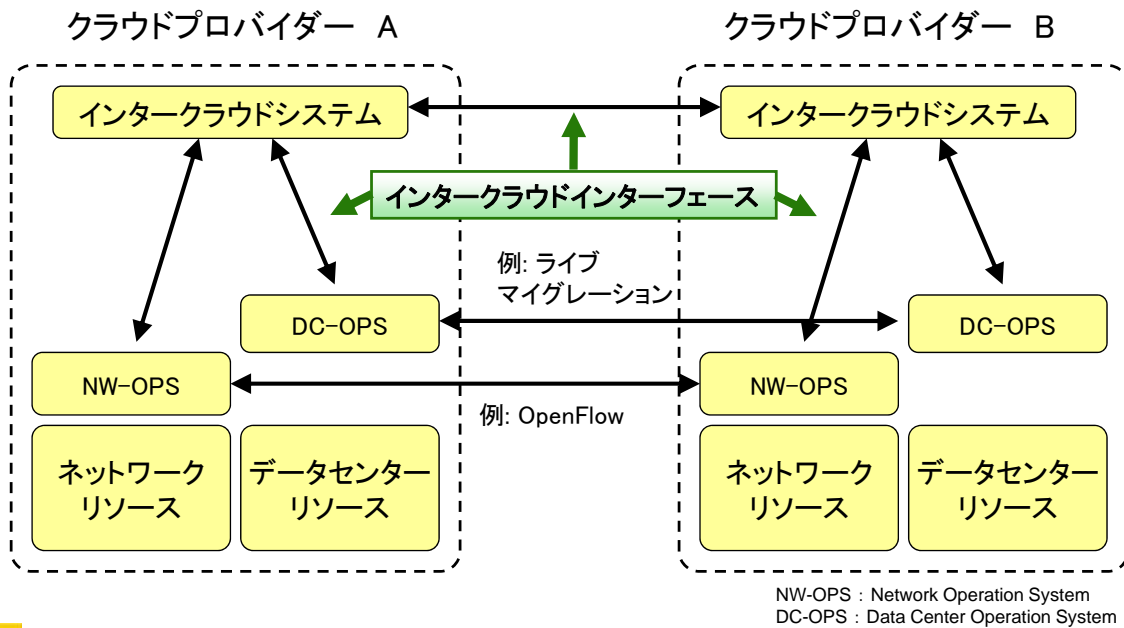 クラウドプロバイダー A
クラウドプロバイダー B
インタークラウドシステム
インタークラウドシステム
インタークラウドインターフェース
例: ライブ
マイグレーション
DC-OPS
DC-OPS
NW-OPS
NW-OPS
例: OpenFlow
ネットワーク
リソース
データセンター
リソース
ネットワーク
リソース
データセンター
リソース
NW-OPS : Network Operation System
DC-OPS : Data Center Operation System